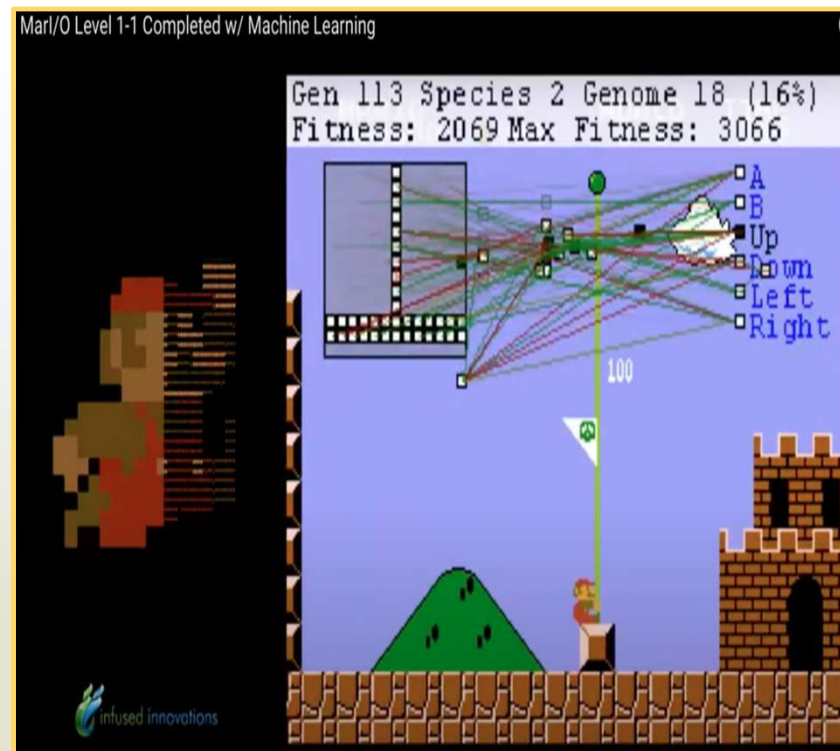 MarI/O Level 1-1 Completed w/ Machine Learning
Gen 113 Species 2 Genome 18 (16%)
Fitness: 2069 Max Fitness: 3066
A
B
Up
Down
Left
Right
100
infused innovations